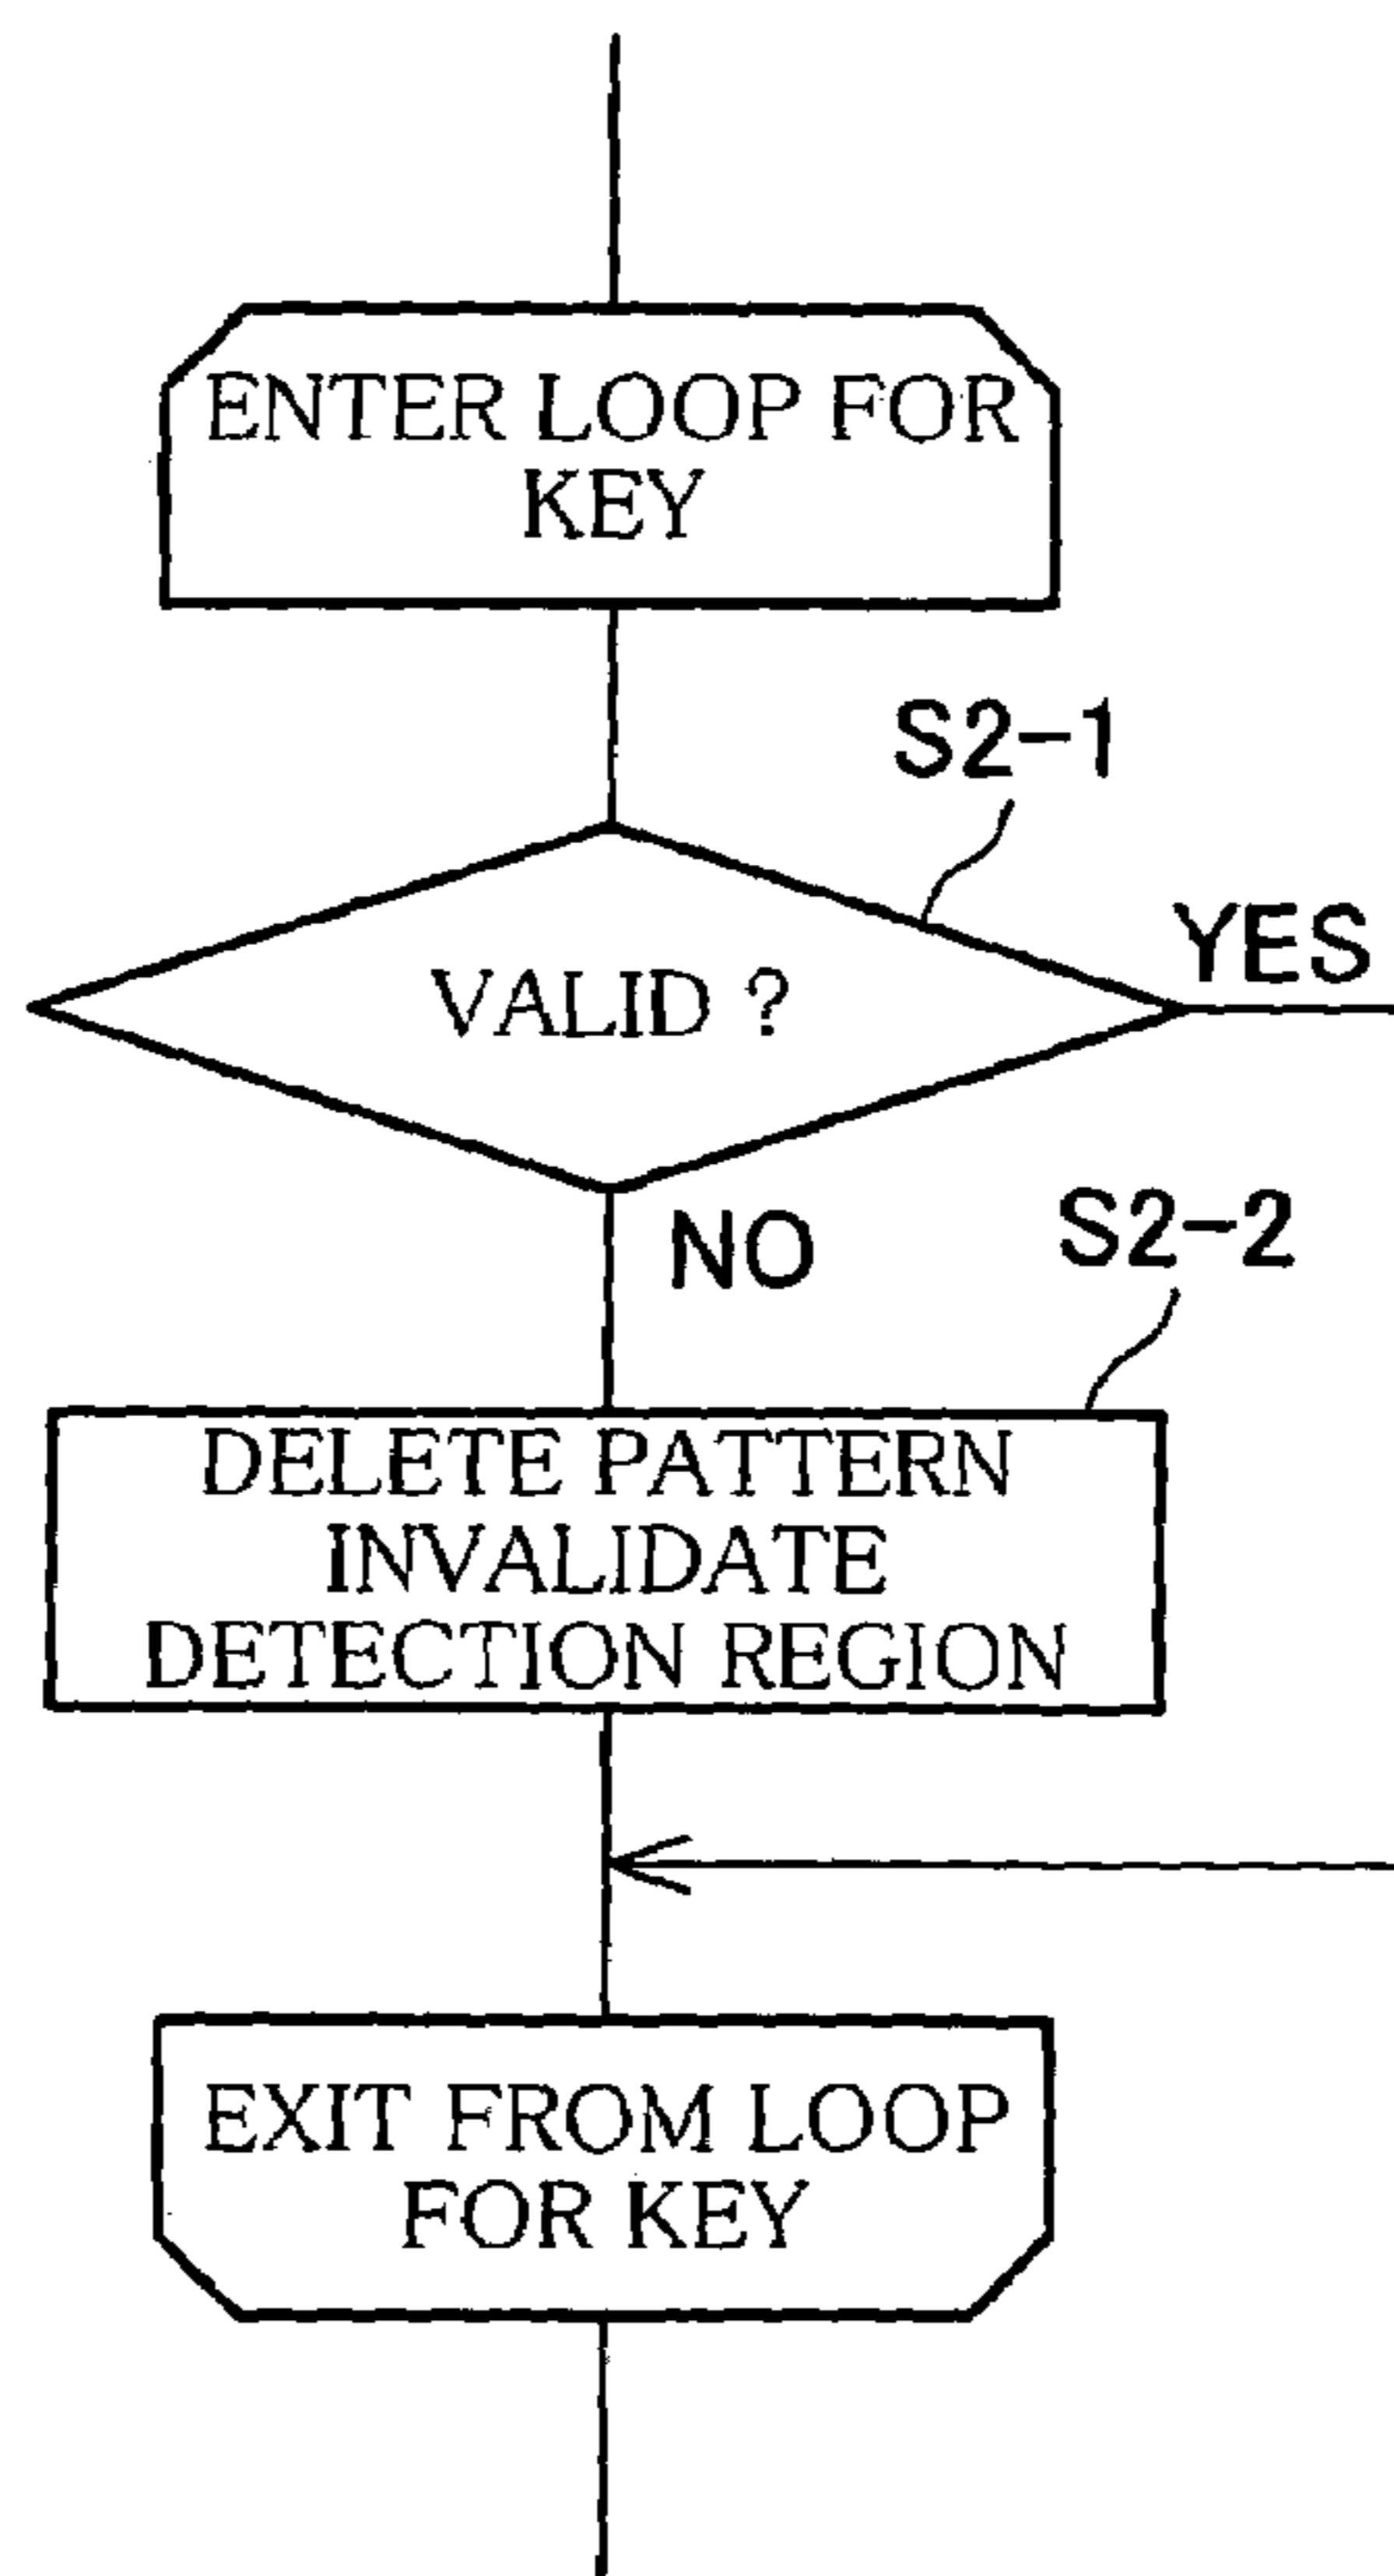 ENTER LOOP FOR
KEY
S2-1
VALID ?
YES
NO
S2-2
DELETE PATTERN
INVALIDATE
DETECTION REGION
EXIT FROM LOOP
FOR KEY